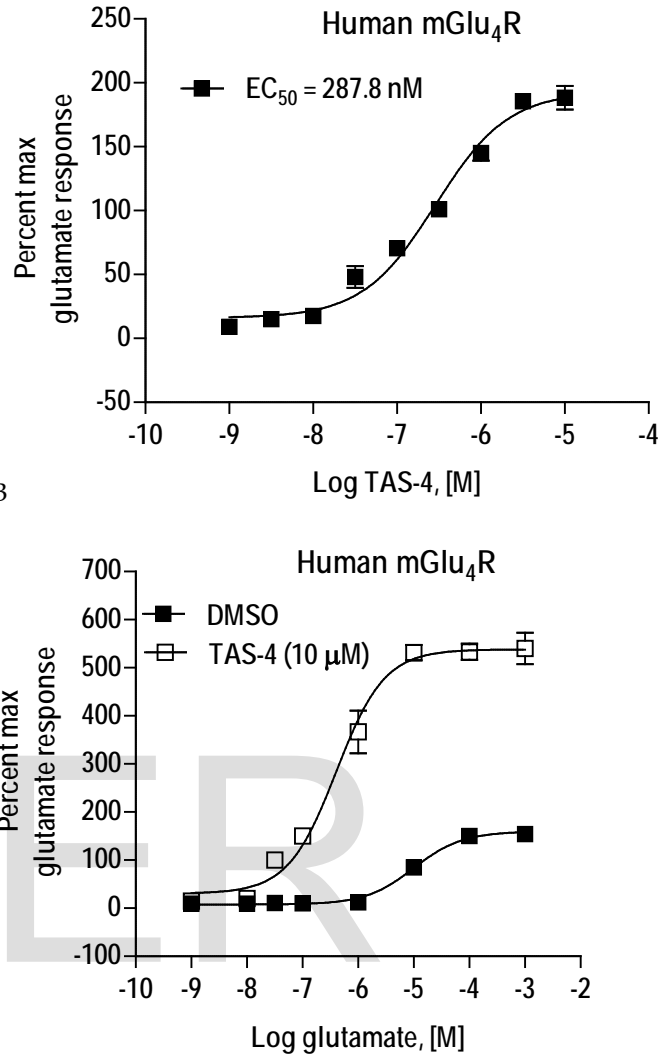 Human mGlu₄R
EC₅₀ = 287.8 nM
Percent max
glutamate response
250
200
150
100
50
0
-50
-10 -9 -8 -7 -6 -5 -4
Log TAS-4, [M]
3
Human mGlu₄R
DMSO
TAS-4 (10 μM)
Percent max
glutamate response
700
600
500
400
300
200
100
0
-100
-10 -9 -8 -7 -6 -5 -4 -3 -2
Log glutamate, [M]
ER